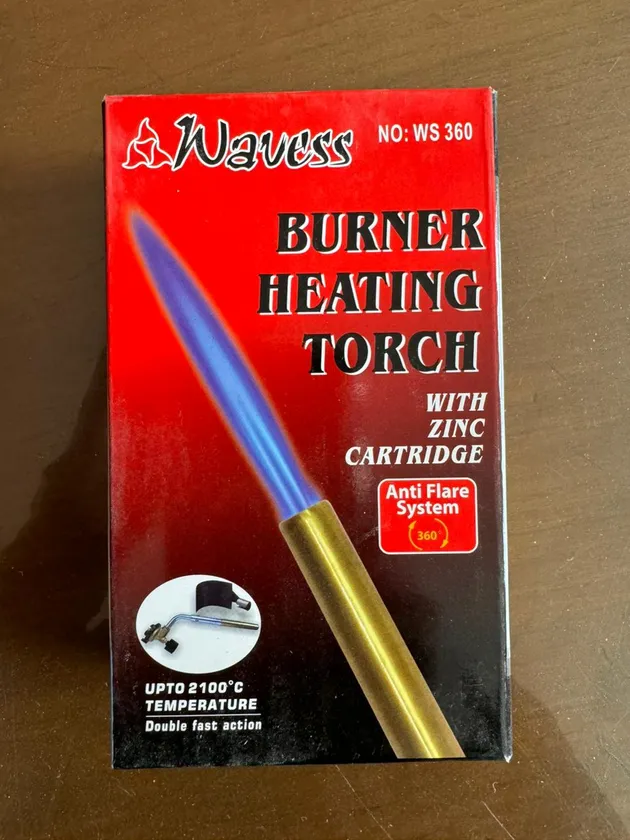 Wavess NO: WS 360
BURNER
HEATING
TORCH
WITH
ZINC
CARTRIDGE
Anti Flare
System
360°
UPTO 2100°C
TEMPERATURE
Double fast action